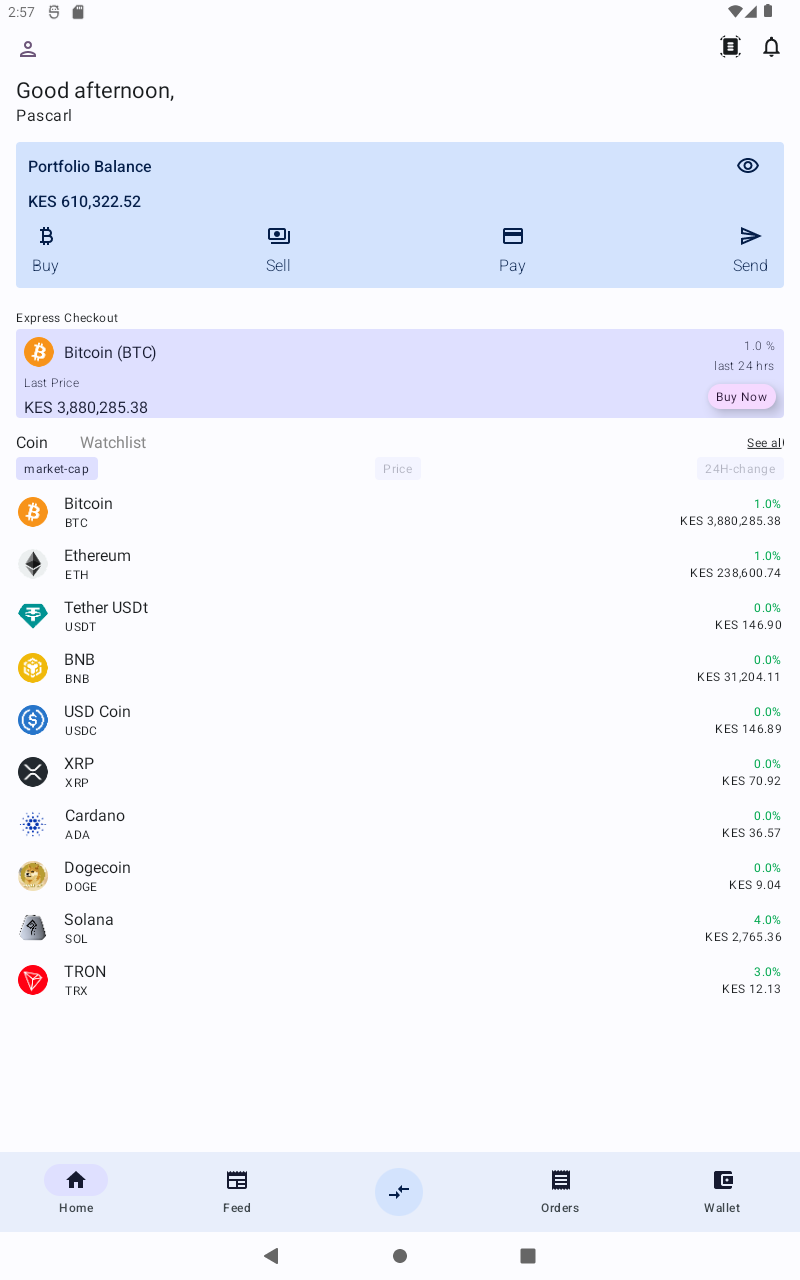 2:57
Good afternoon,
Pascarl
Portfolio Balance
KES 610,322.52
Buy Sell Pay Send
Express Checkout
Bitcoin (BTC)
1.0 %
last 24 hrs
Last Price
KES 3,880,285.38
Buy Now
Coin Watchlist See all
market-cap Price 24H-change
Bitcoin 1.0%
BTC KES 3,880,285.38
Ethereum 1.0%
ETH KES 238,600.74
Tether USDt 0.0%
USDT KES 146.90
BNB 0.0%
BNB KES 31,204.11
USD Coin 0.0%
USDC KES 146.89
XRP 0.0%
XRP KES 70.92
Cardano 0.0%
ADA KES 36.57
Dogecoin 0.0%
DOGE KES 9.04
Solana 4.0%
SOL KES 2,765.36
TRON 3.0%
TRX KES 12.13
Home Feed Orders Wallet